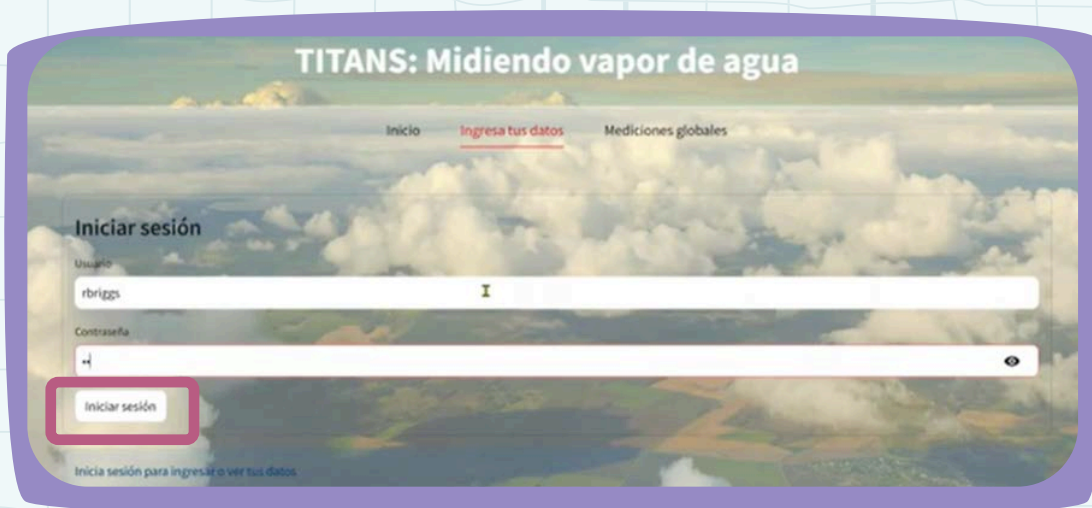 TITANS: Midiendo vapor de agua
Inicio Ingresa tus datos Mediciones globales
Iniciar sesión
Usuario
rbriggs
Contraseña
••
Iniciar sesión
Inicia sesión para ingresar o ver tus datos